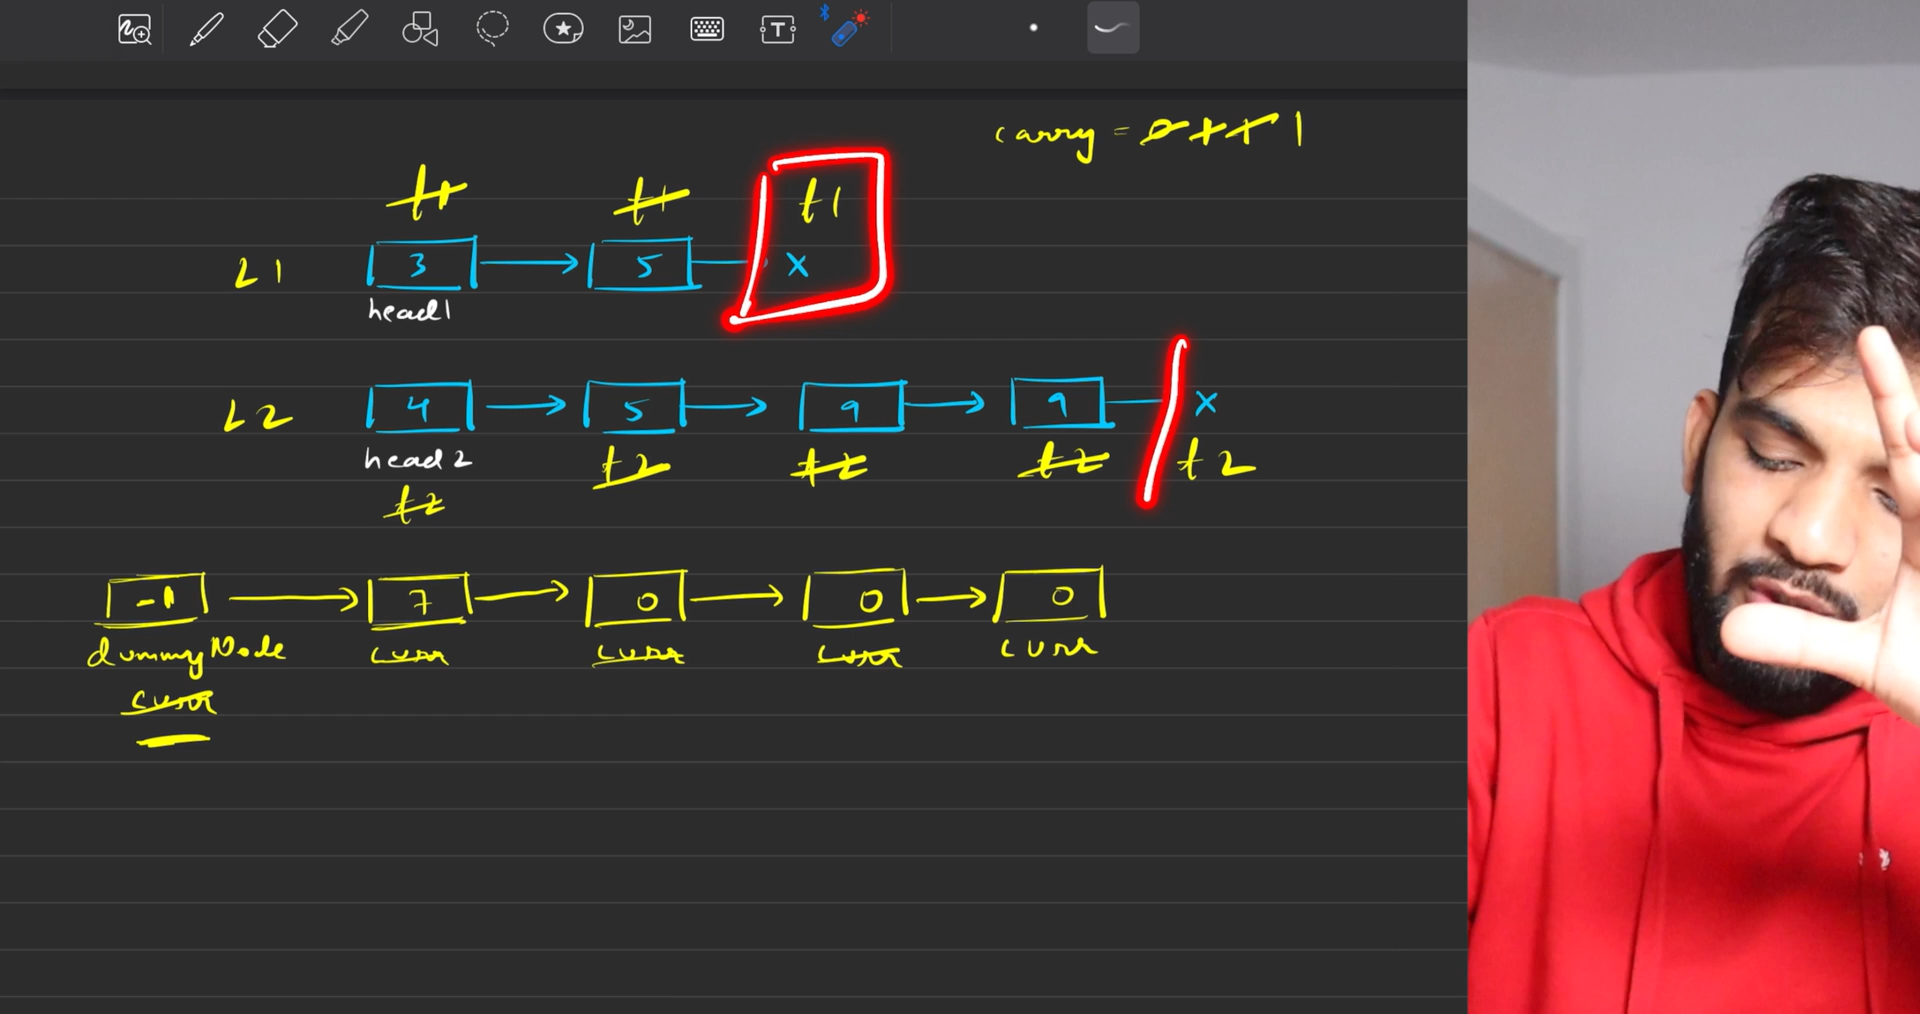 carry = 0 1 1 1
t1 t1 t1
L1 3 5 x
head1
L2 4 5 9 9 x
head2 t2 t2 t2 t2
t2
-1 7 0 0 0
dummyNode curr curr curr curr
curr